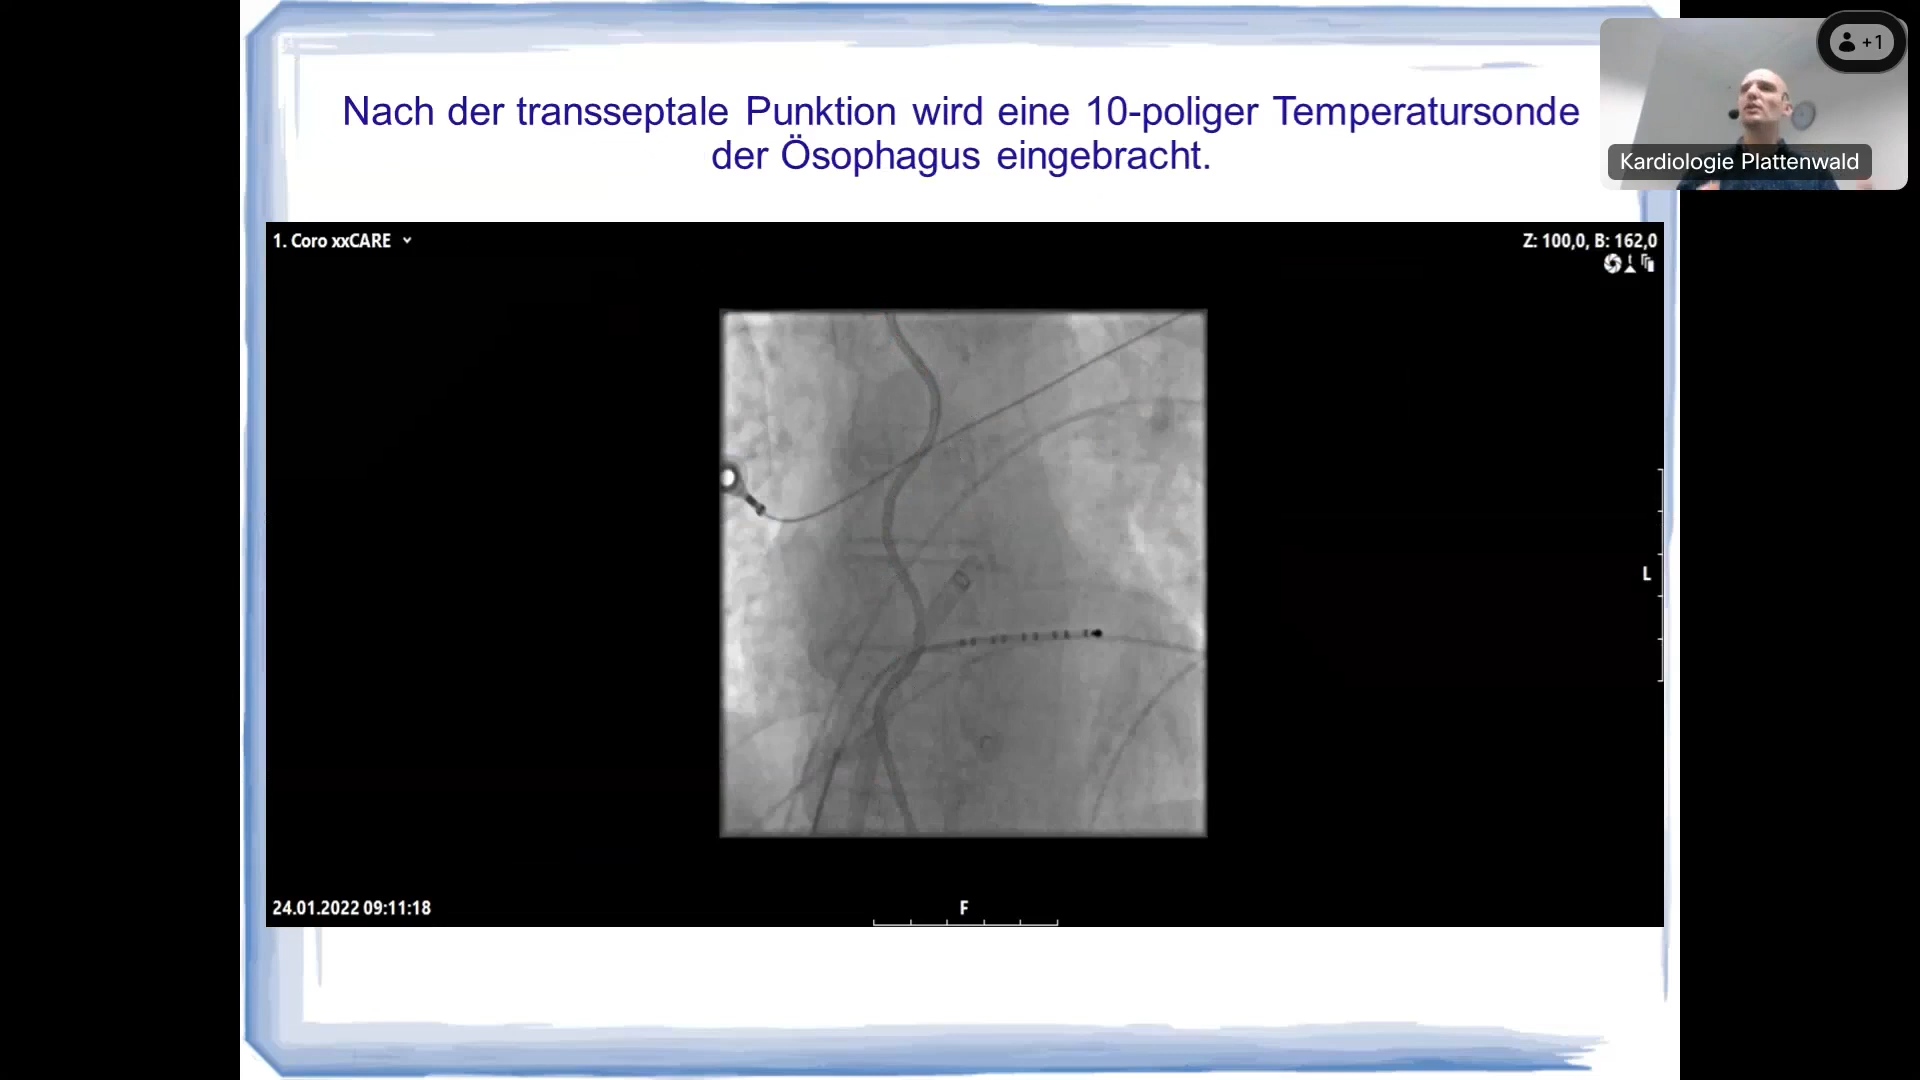 Nach der transseptale Punktion wird eine 10-poliger Temperatursonde
der Ösophagus eingebracht.
+1
Kardiologie Plattenwald
1. Coro xxCARE
Z: 100,0, B: 162,0
L
24.01.2022 09:11:18
F